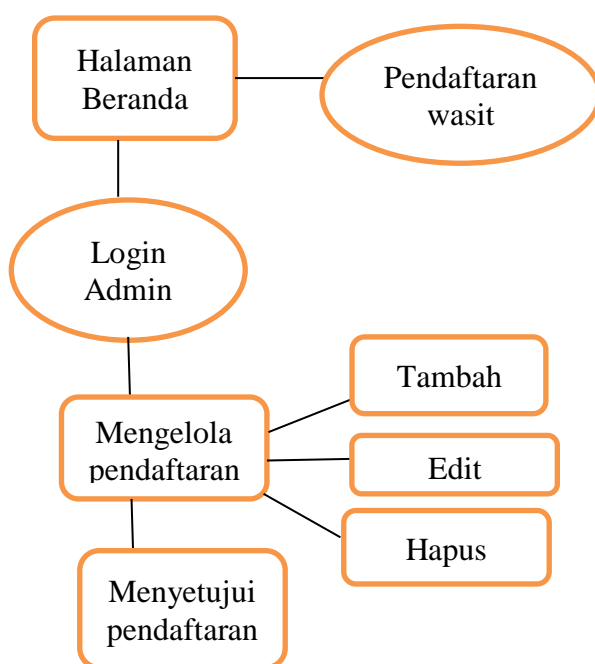 Halaman
Beranda
Pendaftaran
wasit
Login
Admin
Tambah
Mengelola
pendaftaran
Edit
Hapus
Menyetujui
pendaftaran